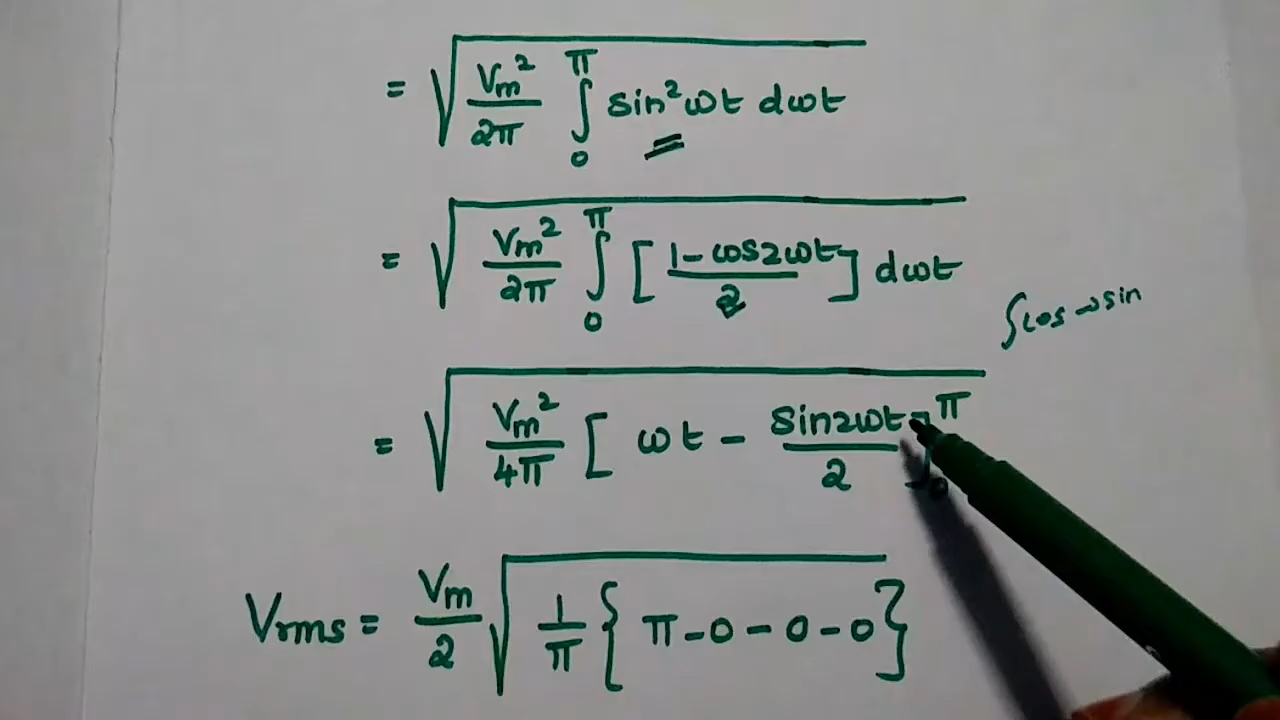 = √ Vm²/2π ∫₀^π sin²ωt dωt
= √ Vm²/2π ∫₀^π [ 1-cos2ωt/2 ] dωt
∫cos → sin
= √ Vm²/4π [ ωt - sin2ωt/2 ]₀^π
Vrms = Vm/2 √ 1/π { π-0-0-0 }